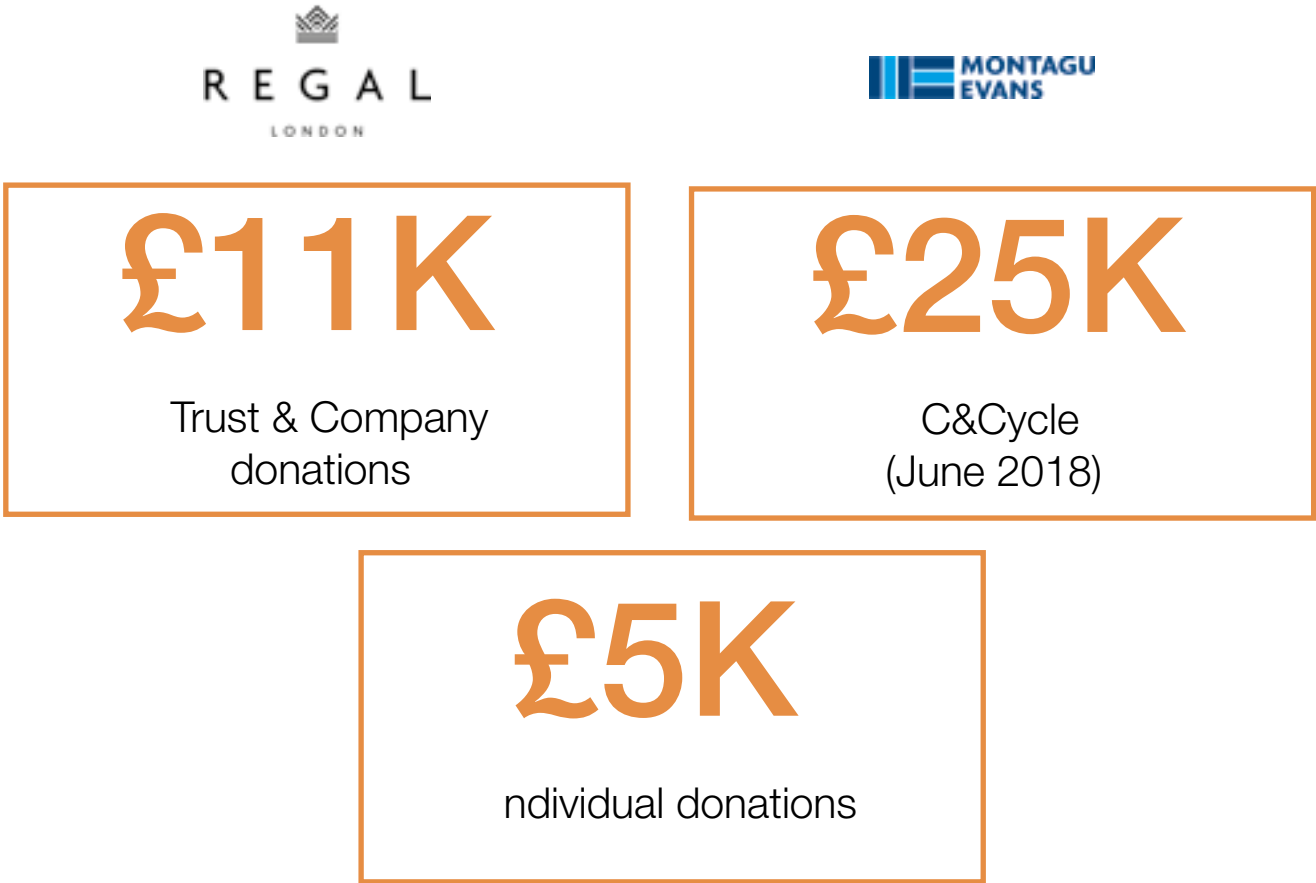 REGAL
LONDON
MONTAGU
EVANS
£11K
Trust & Company
donations
£25K
C&Cycle
(June 2018)
£5K
ndividual donations